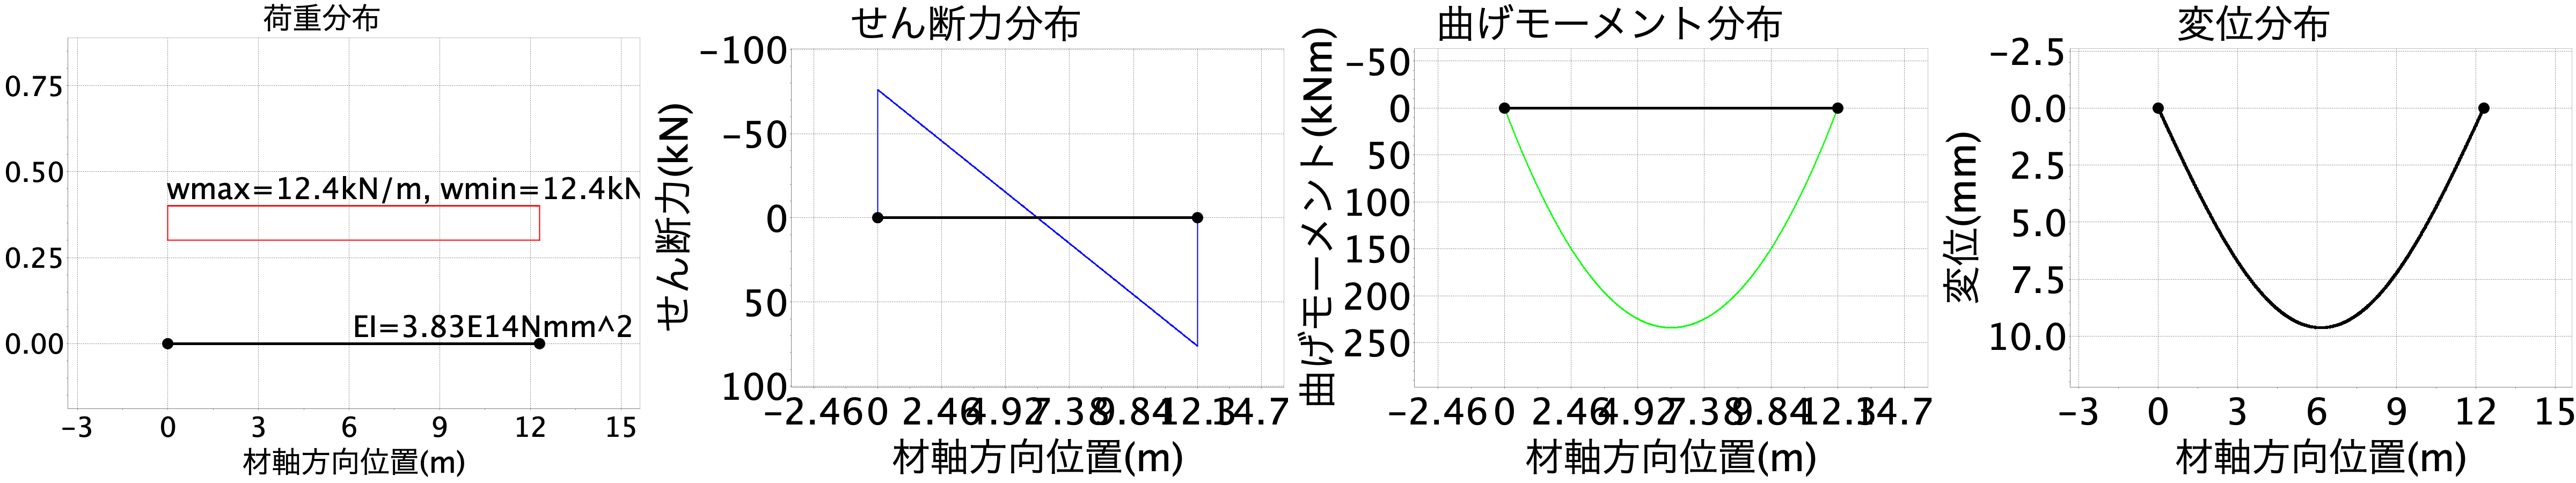 荷重分布
0.75
0.50
0.25
0.00
wmax=12.4kN/m, wmin=12.4kN
EI=3.83E14Nmm^2
−3 0 3 6 9 12 15
材軸方向位置(m)
せん断力分布
せん断力(kN)
−100
−50
0
50
100
−2.46 0 2.46 4.92 7.38 9.84 12.3 14.7
材軸方向位置(m)
曲げモーメント分布
曲げモーメント(kNm)
−50
0
50
100
150
200
250
−2.46 0 2.46 4.92 7.38 9.84 12.3 14.7
材軸方向位置(m)
変位分布
変位(mm)
−2.5
0.0
2.5
5.0
7.5
10.0
−3 0 3 6 9 12 15
材軸方向位置(m)